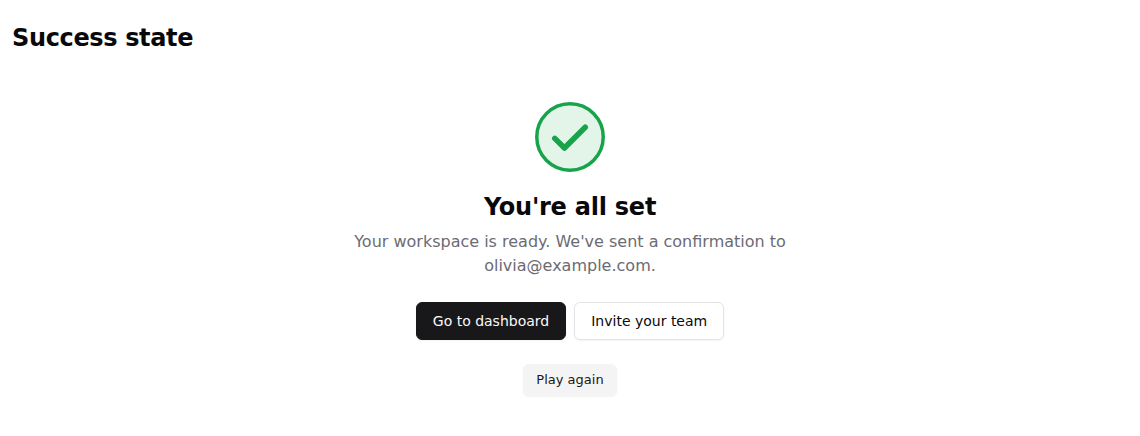 Success state
You're all set
Your workspace is ready. We've sent a confirmation to
olivia@example.com.
Go to dashboard
Invite your team
Play again